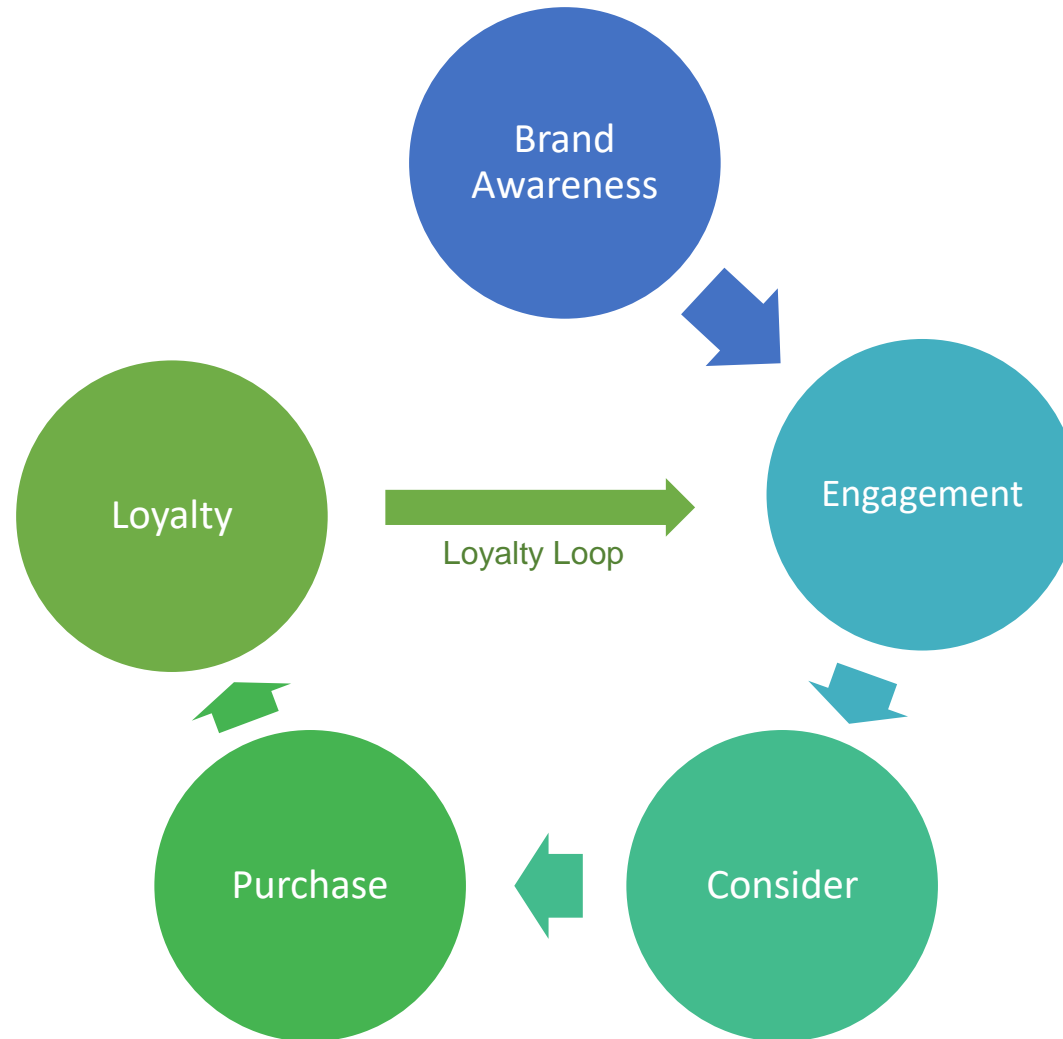 Brand
Awareness
Engagement
Loyalty
Loyalty Loop
Purchase
Consider